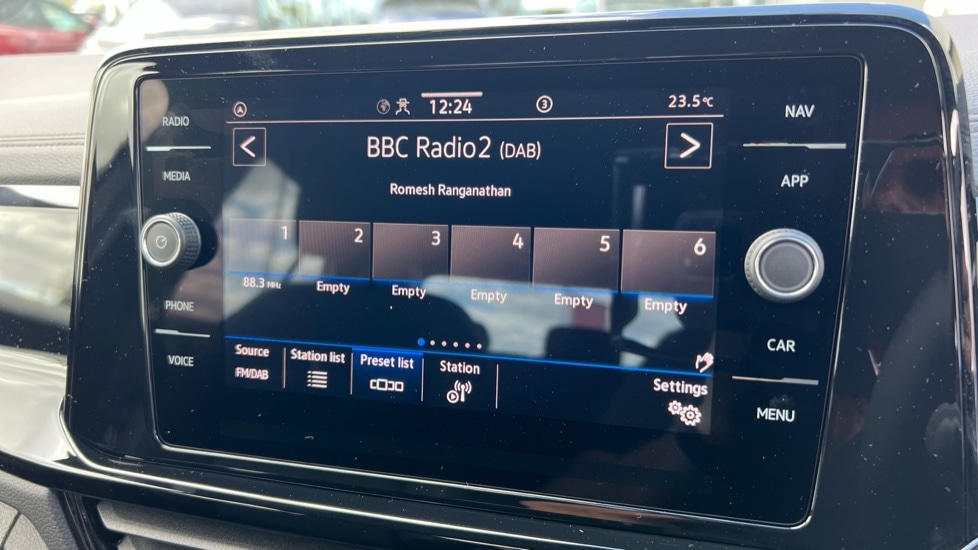 12:24
3
23.5°C
RADIO
MEDIA
PHONE
VOICE
< BBC Radio2 (DAB) >
Romesh Ranganathan
1 2 3 4 5 6
88.3 MHz Empty Empty Empty Empty Empty
Source Station list Preset list Station Settings
FM/DAB
NAV
APP
CAR
MENU